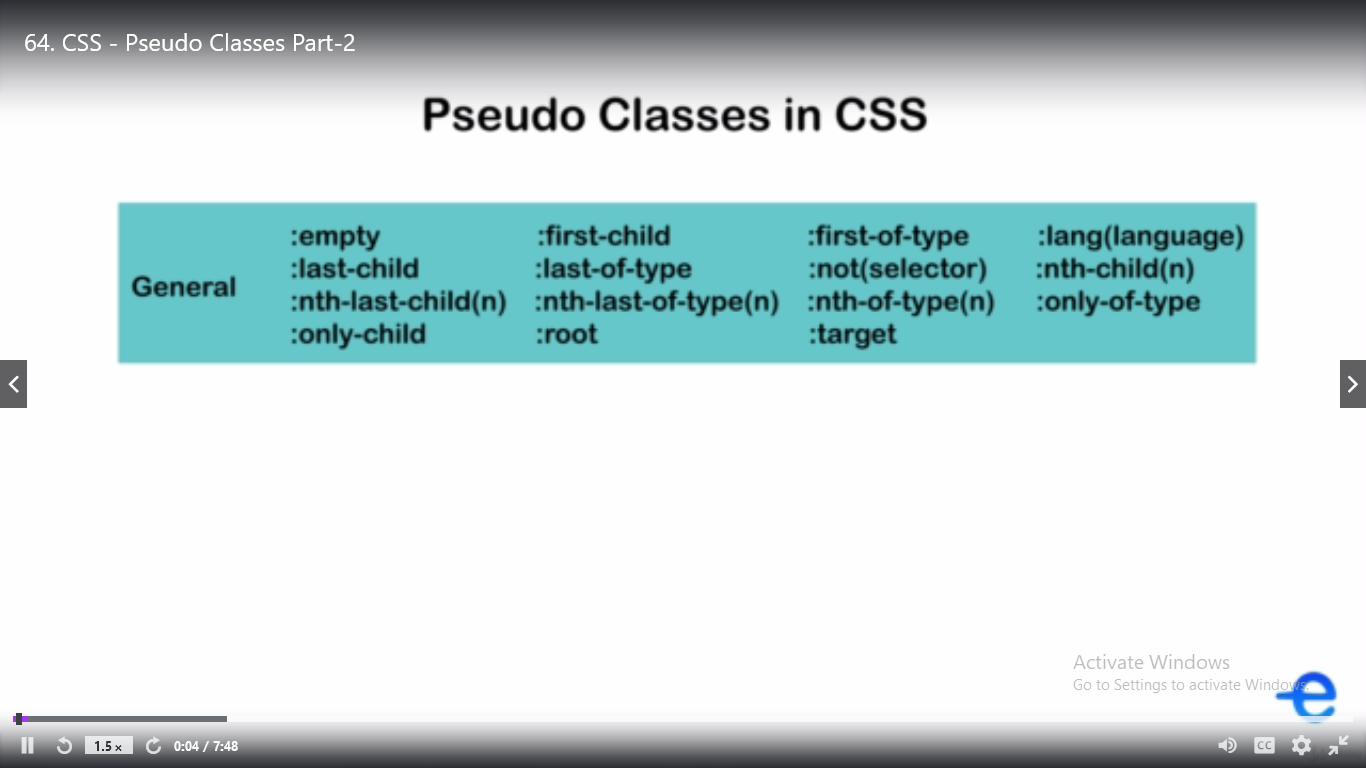 64. CSS - Pseudo Classes Part-2
Pseudo Classes in CSS
General
:empty :first-child :first-of-type :lang(language)
:last-child :last-of-type :not(selector) :nth-child(n)
:nth-last-child(n) :nth-last-of-type(n) :nth-of-type(n) :only-of-type
:only-child :root :target
Activate Windows
Go to Settings to activate Windows.
1.5 x 0:04 / 7:48 CC